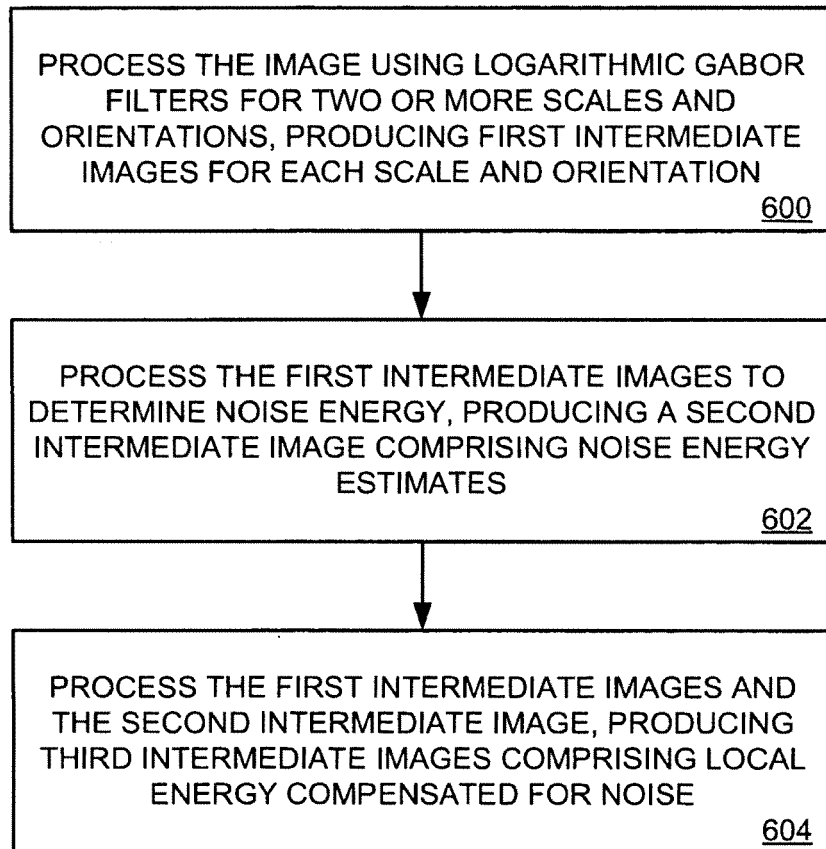 PROCESS THE IMAGE USING LOGARITHMIC GABOR
FILTERS FOR TWO OR MORE SCALES AND
ORIENTATIONS, PRODUCING FIRST INTERMEDIATE
IMAGES FOR EACH SCALE AND ORIENTATION
600
PROCESS THE FIRST INTERMEDIATE IMAGES TO
DETERMINE NOISE ENERGY, PRODUCING A SECOND
INTERMEDIATE IMAGE COMPRISING NOISE ENERGY
ESTIMATES
602
PROCESS THE FIRST INTERMEDIATE IMAGES AND
THE SECOND INTERMEDIATE IMAGE, PRODUCING
THIRD INTERMEDIATE IMAGES COMPRISING LOCAL
ENERGY COMPENSATED FOR NOISE
604